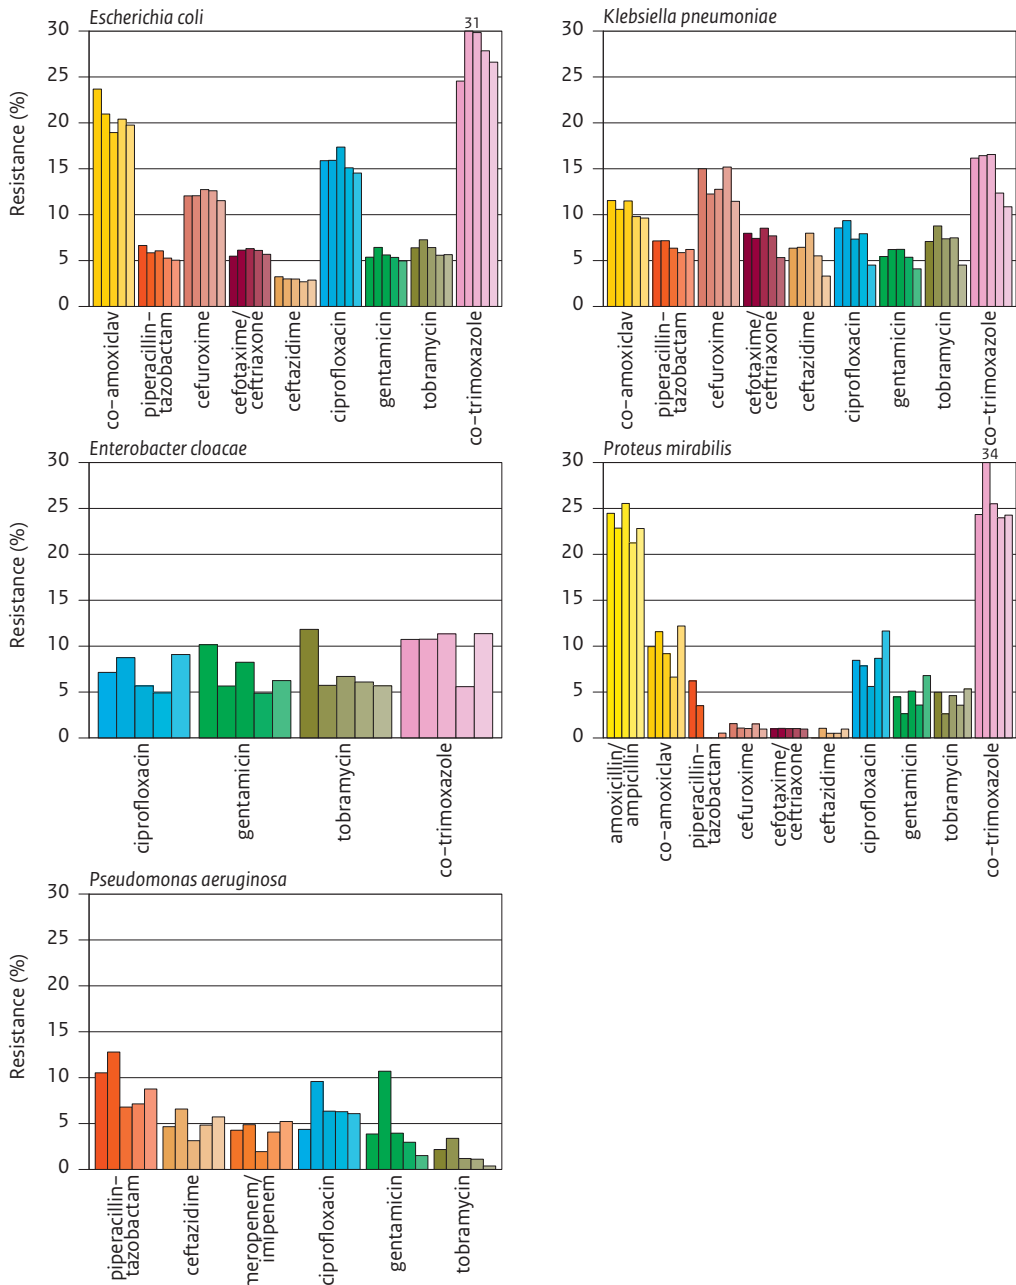 Escherichia coli
31
30
25
20
15
10
5
0
Resistance (%)
co-amoxiclav
piperacillin-
tazobactam
cefuroxime
cefotaxime/
ceftriaxone
ceftazidime
ciprofloxacin
gentamicin
tobramycin
co-trimoxazole
Klebsiella pneumoniae
30
25
20
15
10
5
0
co-amoxiclav
piperacillin-
tazobactam
cefuroxime
cefotaxime/
ceftriaxone
ceftazidime
ciprofloxacin
gentamicin
tobramycin
co-trimoxazole
Enterobacter cloacae
30
25
20
15
10
5
0
Resistance (%)
ciprofloxacin
gentamicin
tobramycin
co-trimoxazole
Proteus mirabilis
34
30
25
20
15
10
5
0
amoxicillin/
ampicillin
co-amoxiclav
piperacillin-
tazobactam
cefuroxime
cefotaxime/
ceftriaxone
ceftazidime
ciprofloxacin
gentamicin
tobramycin
co-trimoxazole
Pseudomonas aeruginosa
30
25
20
15
10
5
0
Resistance (%)
piperacillin-
tazobactam
ceftazidime
meropenem/
imipenem
ciprofloxacin
gentamicin
tobramycin